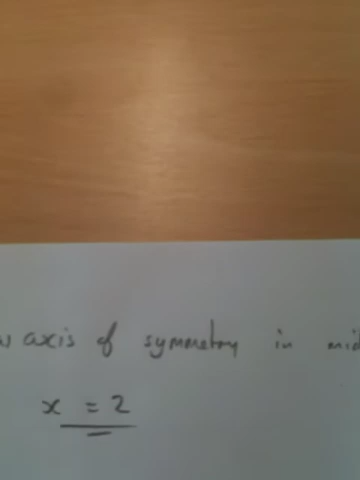 axis of symmetry in
x = 2